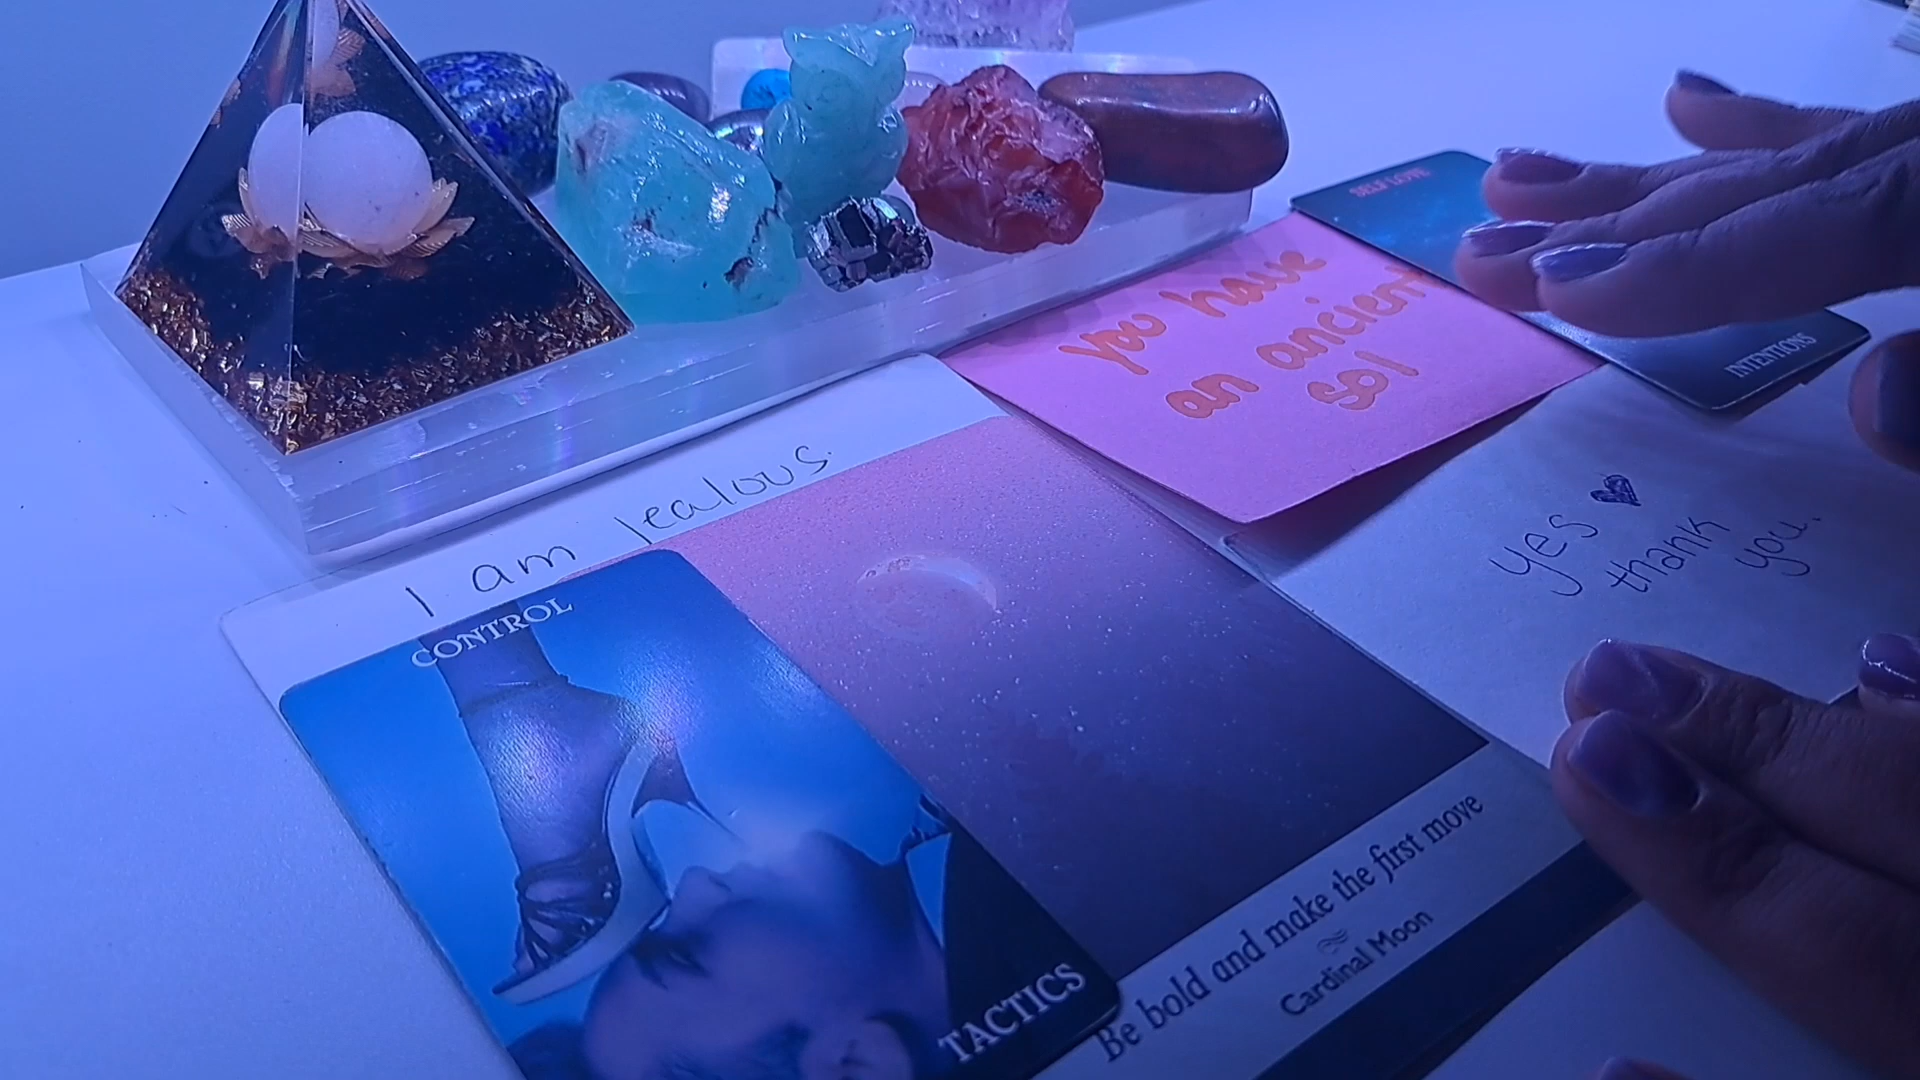 SELF LOVE
INTENTIONS
you have
an ancient
sol
I am jealous.
yes
thank
you.
CONTROL
TACTICS
Be bold and make the first move
Cardinal Moon